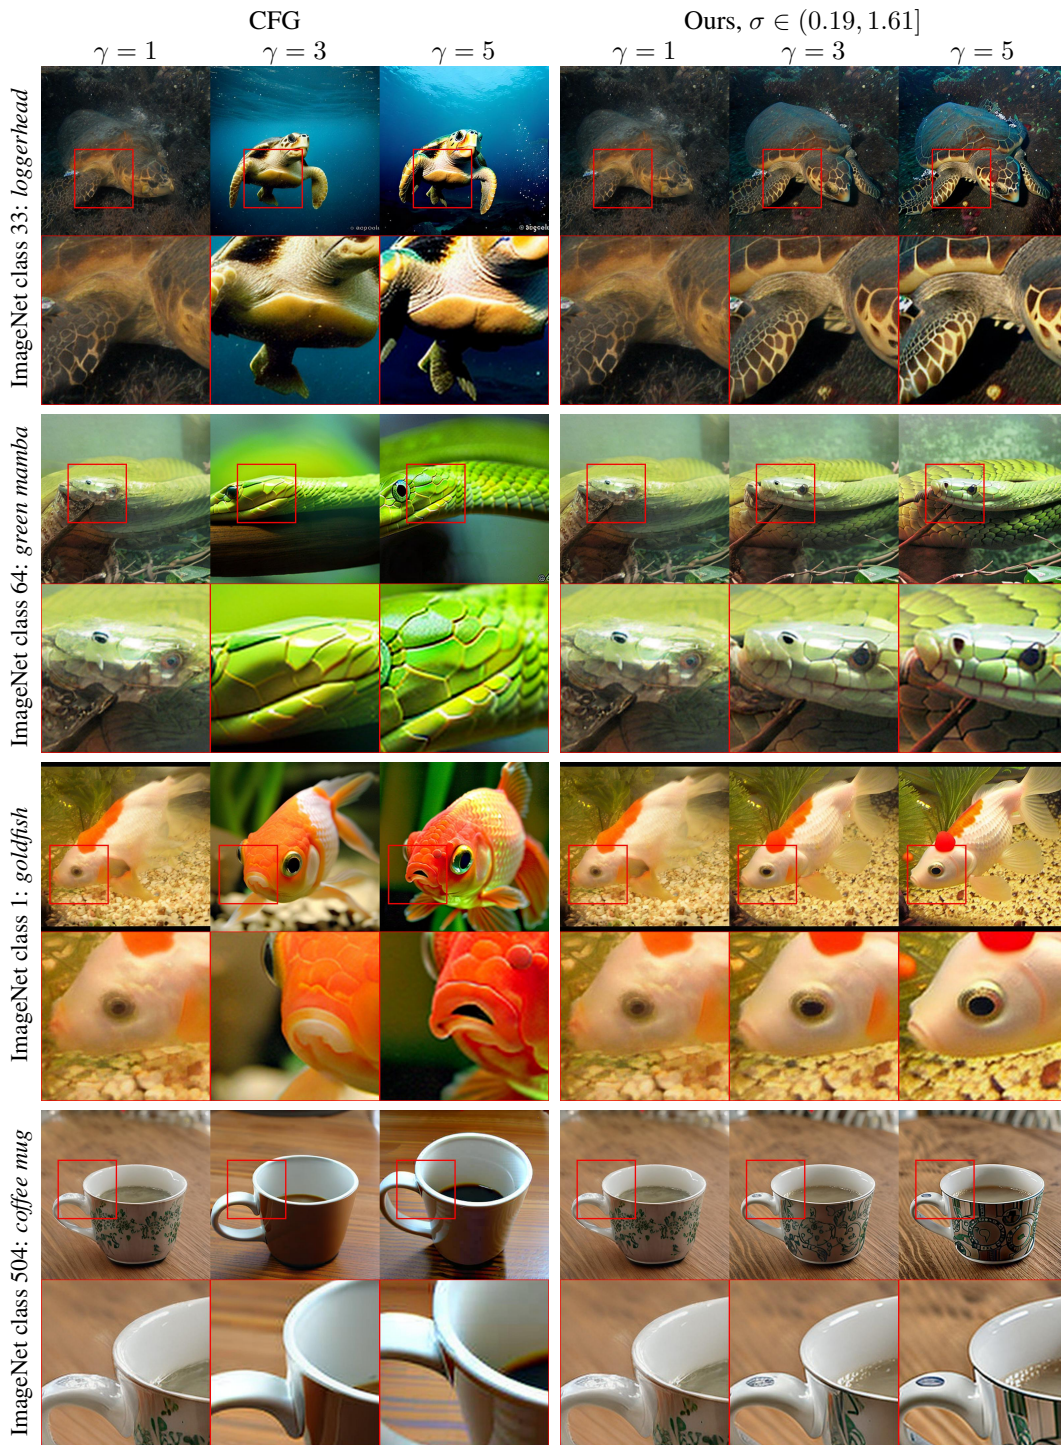 CFG
Ours, σ ∈ (0.19, 1.61]
γ = 1
γ = 3
γ = 5
γ = 1
γ = 3
γ = 5
ImageNet class 33: loggerhead
ImageNet class 64: green mamba
ImageNet class 1: goldfish
ImageNet class 504: coffee mug